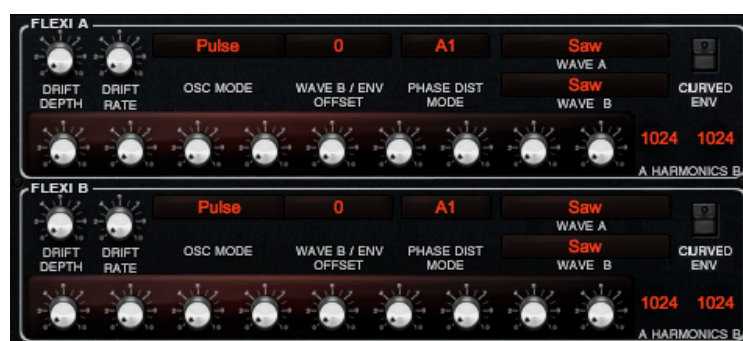 FLEXI A
Pulse 0 A1 Saw
WAVE A
Saw
DRIFT DEPTH DRIFT RATE OSC MODE WAVE B / ENV OFFSET PHASE DIST MODE WAVE B CURVED ENV
1024 1024
A HARMONICS B
FLEXI B
Pulse 0 A1 Saw
WAVE A
Saw
DRIFT DEPTH DRIFT RATE OSC MODE WAVE B / ENV OFFSET PHASE DIST MODE WAVE B CURVED ENV
1024 1024
A HARMONICS B